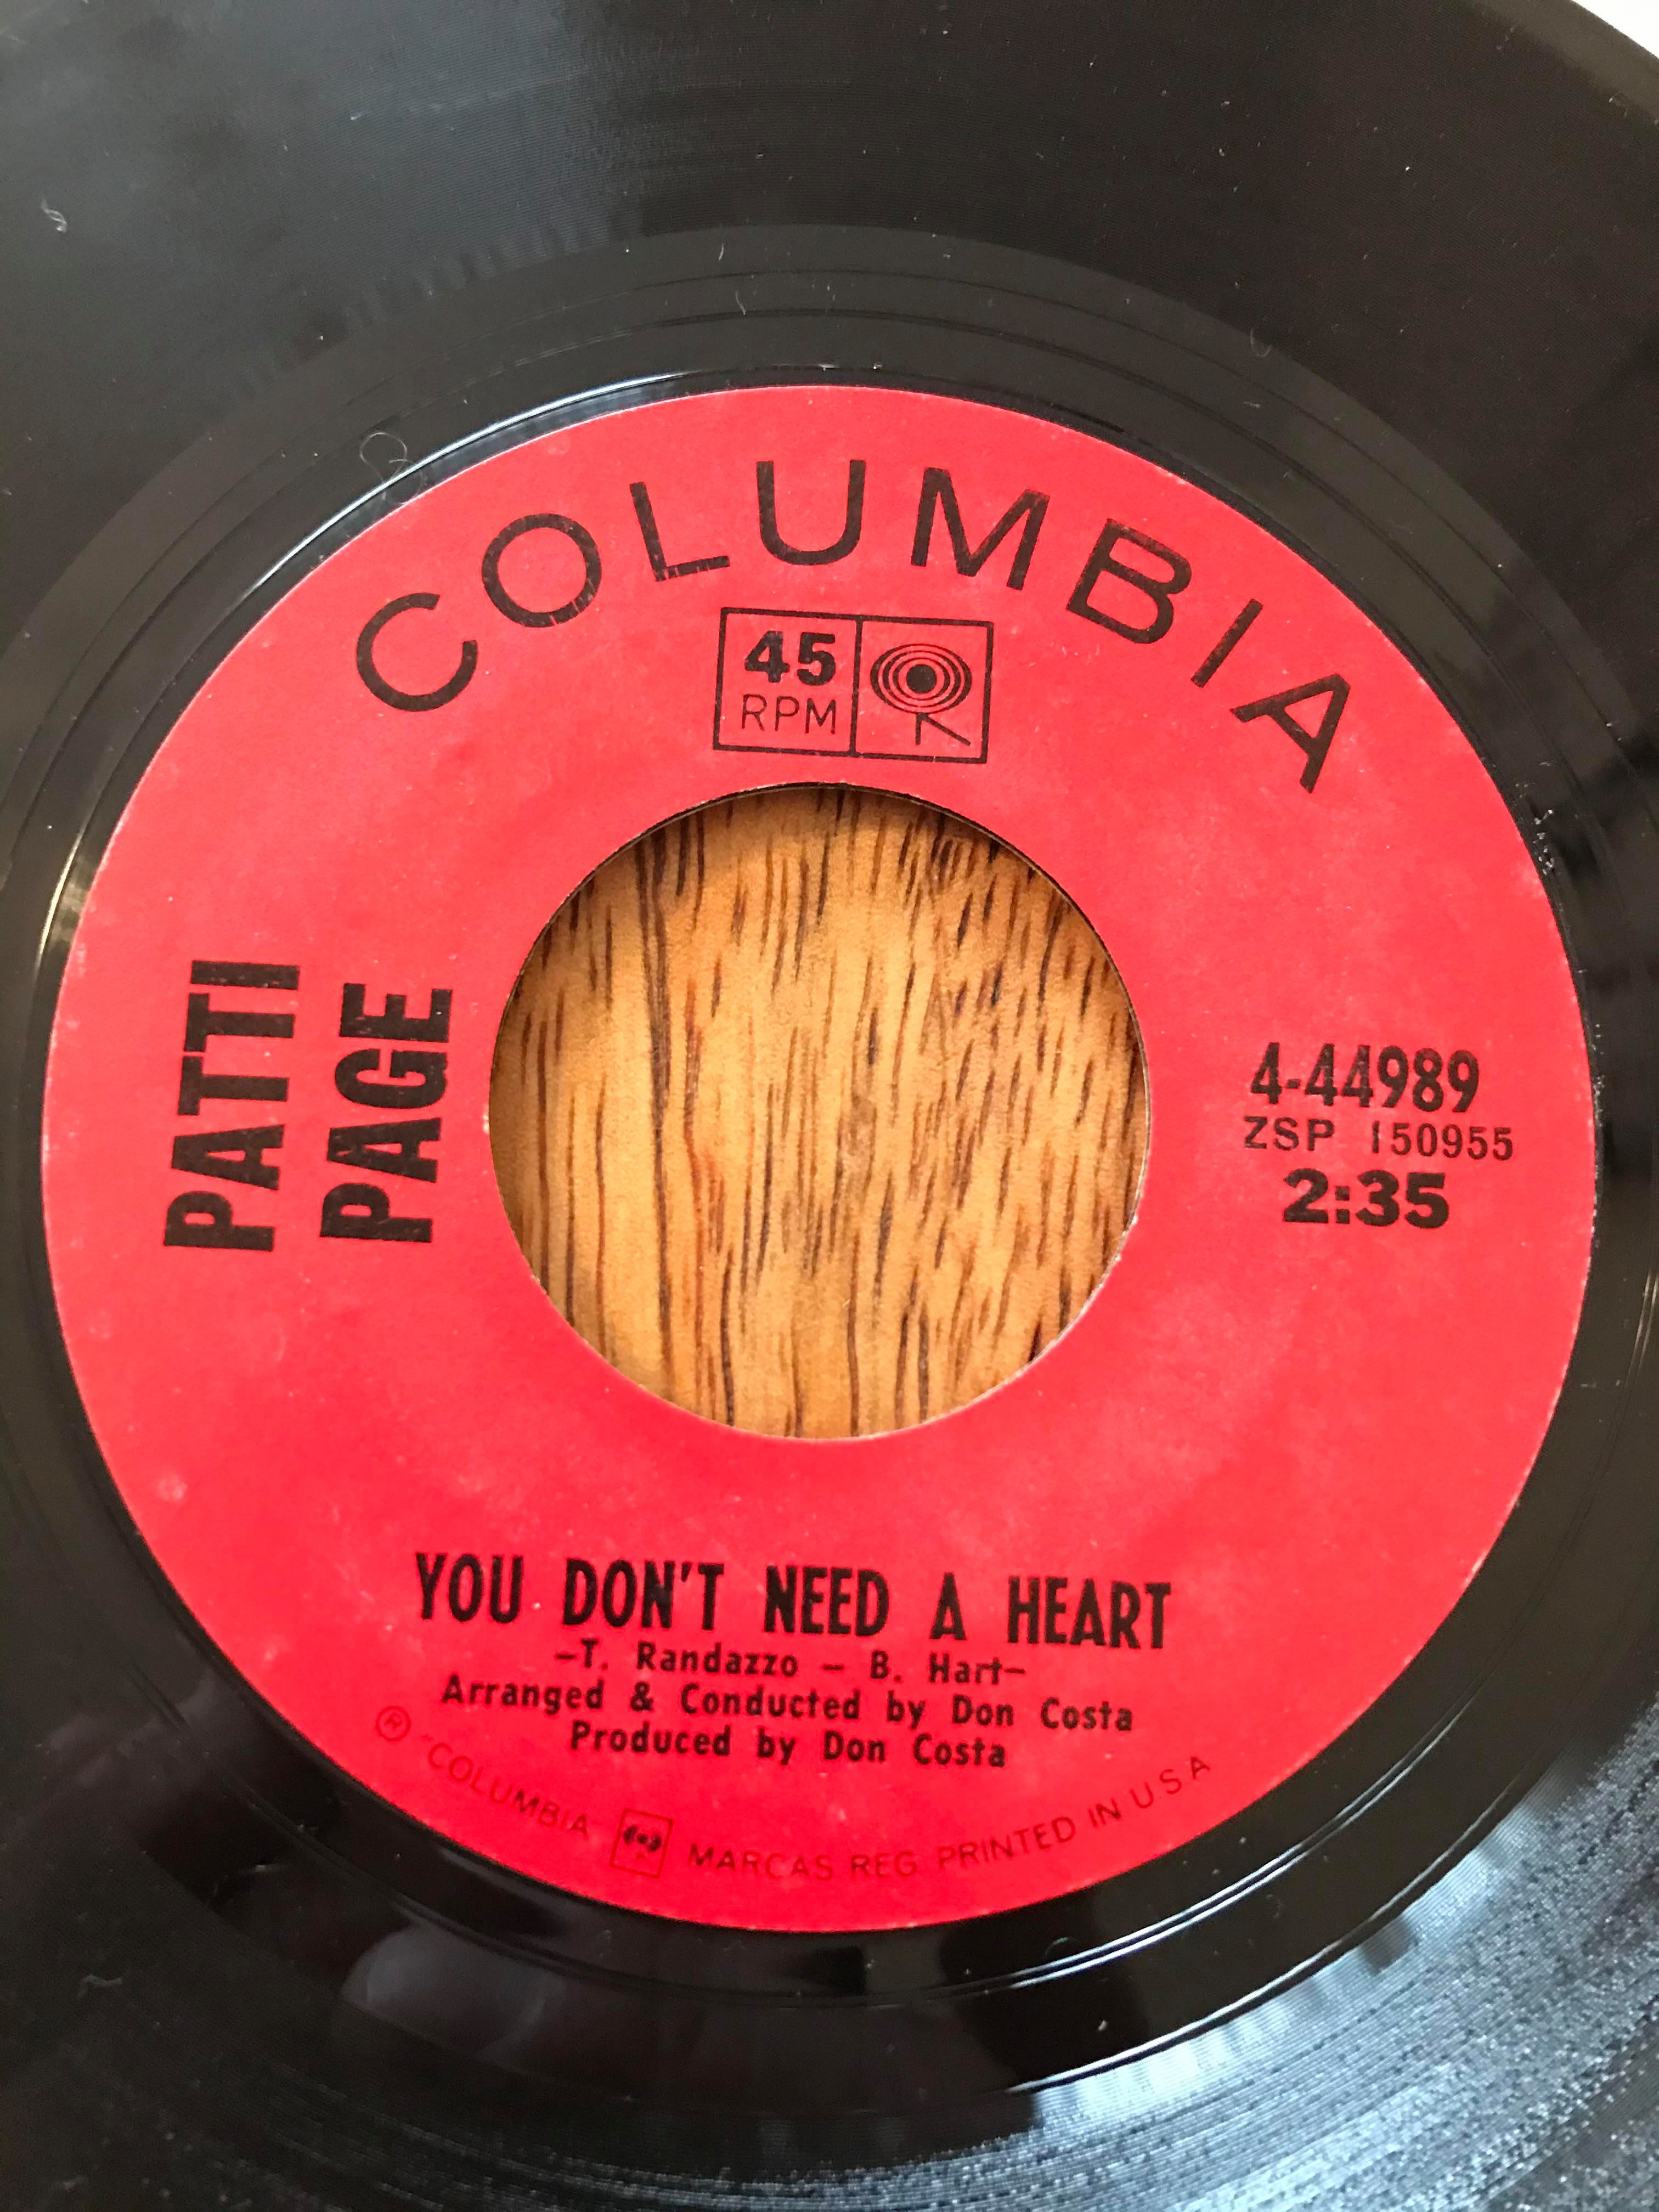 COLUMBIA
45
RPM
PATTI
PAGE
4-44989
ZSP 150955
2:35
YOU DON'T NEED A HEART
–T. Randazzo – B. Hart–
Arranged & Conducted by Don Costa
Produced by Don Costa
® "COLUMBIA MARCAS REG. PRINTED IN U S A